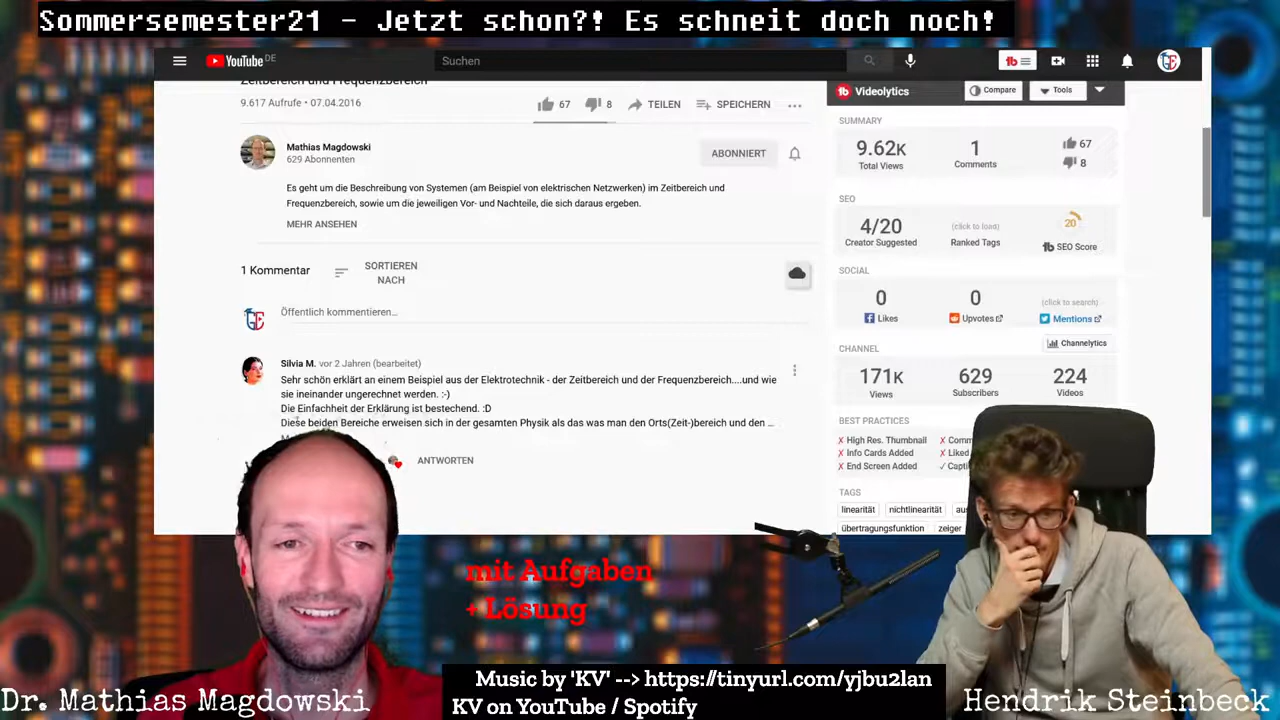 Sommersemester21 - Jetzt schon?! Es schneit doch noch!
YouTube DE
Suchen
Zeitbereich und Frequenzbereich
9.617 Aufrufe • 07.04.2016
67
8
TEILEN
SPEICHERN
Mathias Magdowski
629 Abonnenten
ABONNIERT
Es geht um die Beschreibung von Systemen (am Beispiel von elektrischen Netzwerken) im Zeitbereich und
Frequenzbereich, sowie um die jeweiligen Vor- und Nachteile, die sich daraus ergeben.
MEHR ANSEHEN
1 Kommentar
SORTIEREN
NACH
Öffentlich kommentieren...
Silvia M. vor 2 Jahren (bearbeitet)
Sehr schön erklärt an einem Beispiel aus der Elektrotechnik - der Zeitbereich und der Frequenzbereich....und wie
sie ineinander ungerechnet werden. :-)
Die Einfachheit der Erklärung ist bestechend. :D
Diese beiden Bereiche erweisen sich in der gesamten Physik als das was man den Orts(Zeit-)bereich und den ...
ANTWORTEN
tb Videolytics
Compare
Tools
SUMMARY
9.62K
Total Views
1
Comments
67
8
SEO
4/20
Creator Suggested
(click to load)
Ranked Tags
20
tb SEO Score
SOCIAL
0
Likes
0
Upvotes
(click to search)
Mentions
CHANNEL
Channelytics
171K
Views
629
Subscribers
224
Videos
BEST PRACTICES
✗ High Res. Thumbnail
✗ Comm
✗ Info Cards Added
✗ Liked
✗ End Screen Added
✓ Capti
TAGS
linearität
nichtlinearität
übertragungsfunktion
zeiger
mit Aufgaben
+ Lösung
Music by 'KV' --> https://tinyurl.com/yjbu2lan
KV on YouTube / Spotify
Dr. Mathias Magdowski
Hendrik Steinbeck